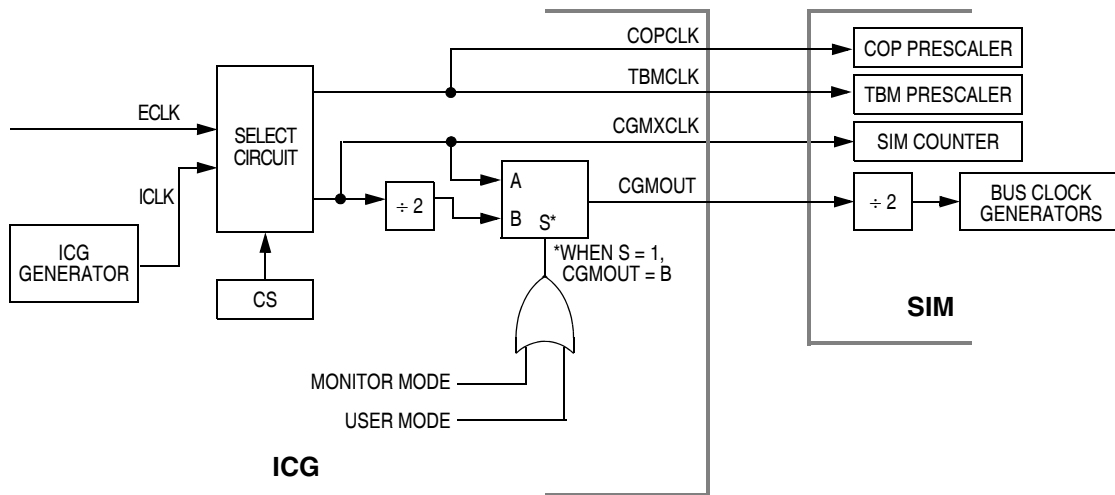 COPCLK
COP PRESCALER
TBMCLK
TBM PRESCALER
ECLK
SELECT
CIRCUIT
CGMXCLK
SIM COUNTER
ICLK
÷ 2
A
B S*
CGMOUT
÷ 2
BUS CLOCK
GENERATORS
ICG
GENERATOR
*WHEN S = 1,
CGMOUT = B
CS
SIM
MONITOR MODE
USER MODE
ICG